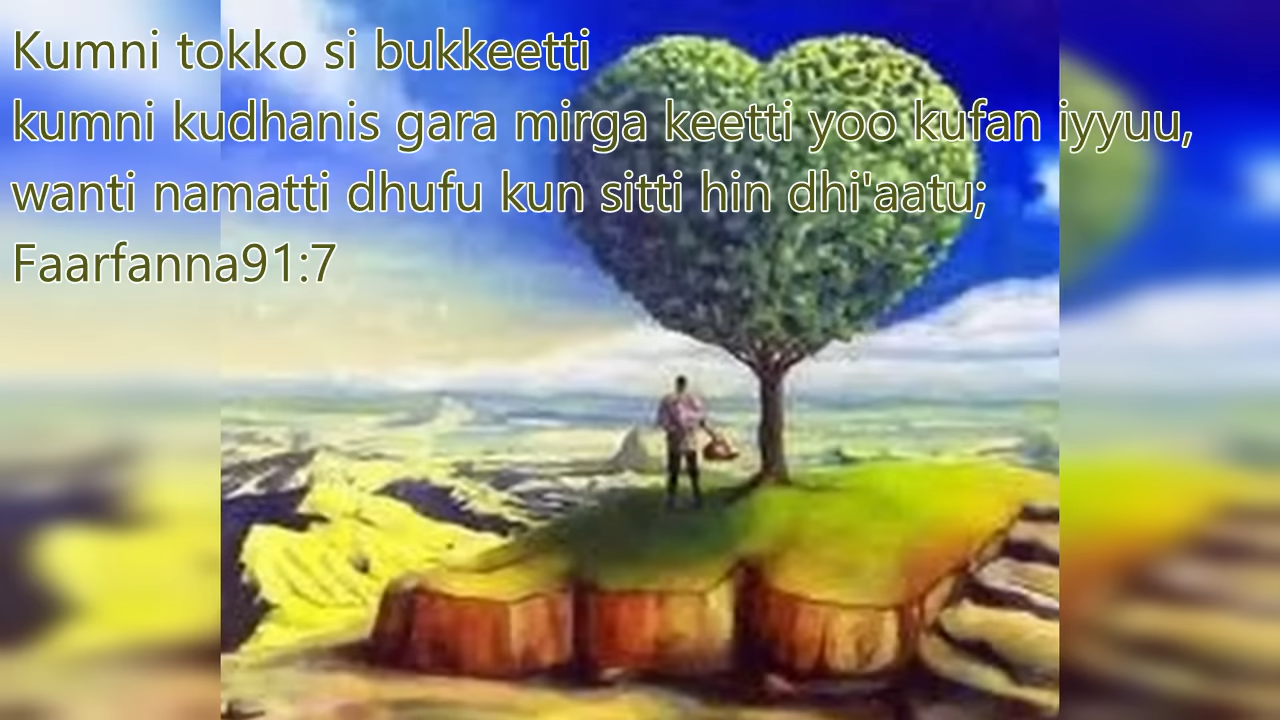 Kumni tokko si bukkeetti
kumni kudhanis gara mirga keetti yoo kufan iyyuu,
wanti namatti dhufu kun sitti hin dhi'aatu;
Faarfanna91:7